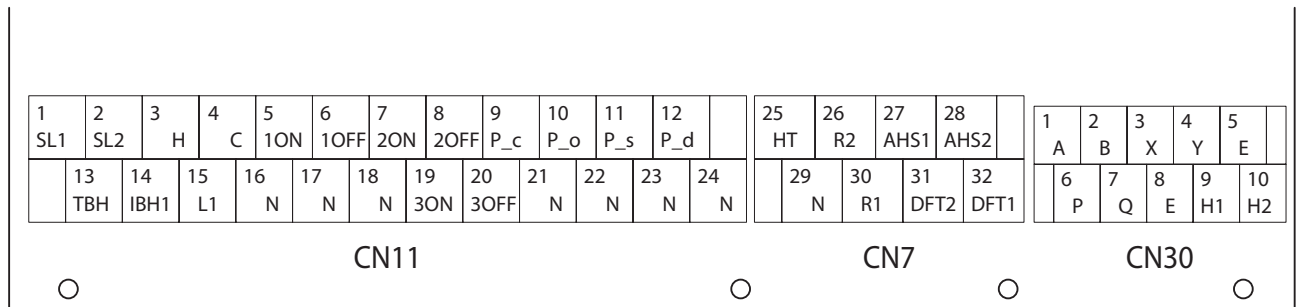 1 2 3 4 5 6 7 8 9 10 11 12
SL1 SL2 H C 1ON 1OFF 2ON 2OFF P_c P_o P_s P_d
13 14 15 16 17 18 19 20 21 22 23 24
TBH IBH1 L1 N N N 3ON 3OFF N N N N
CN11
25 26 27 28
HT R2 AHS1 AHS2
29 30 31 32
N R1 DFT2 DFT1
CN7
1 2 3 4 5
A B X Y E
6 7 8 9 10
P Q E H1 H2
CN30